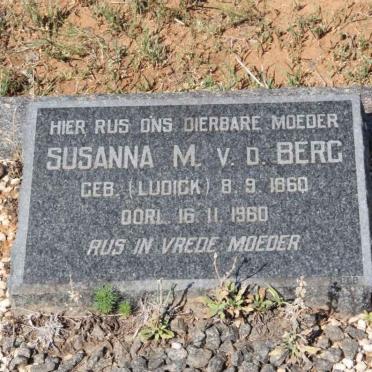 HIER RUS ONS DIERBARE MOEDER
SUSANNA M. V. D. BERG
GEB. (LUDICK) 8. 9. 1860
OORL. 16. 11. 1960
RUS IN VREDE MOEDER